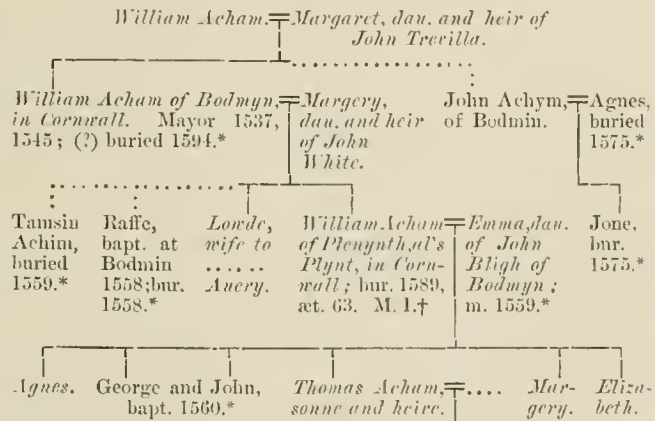 William Acham. = Margaret, dau. and heir of
John Trevilla.
William Acham of Bodmyn, = Margery,
in Cornwall. Mayor 1537,
1545; (?) buried 1594.*
dau. and heir
of John
White.
John Achym, = Agnes,
of Bodmin.
buried
1575.*
Tamsin
Achim,
buried
1559.*
Raffe,
bapt. at
Bodmin
1558; bur.
1558.*
Lowde,
wife to
......
Auery.
William Acham = Emma, dau.
of Plenynth, al's
Plynt, in Corn-
wall; bur. 1589,
æt. 63. M. I.†
of John
Bligh of
Bodmyn;
m. 1559.*
Jone,
bur.
1575.*
Agnes.
George and John,
bapt. 1560.*
Thomas Acham, = ....
sonne and heire.
Mar-
gery.
Eliza-
beth.